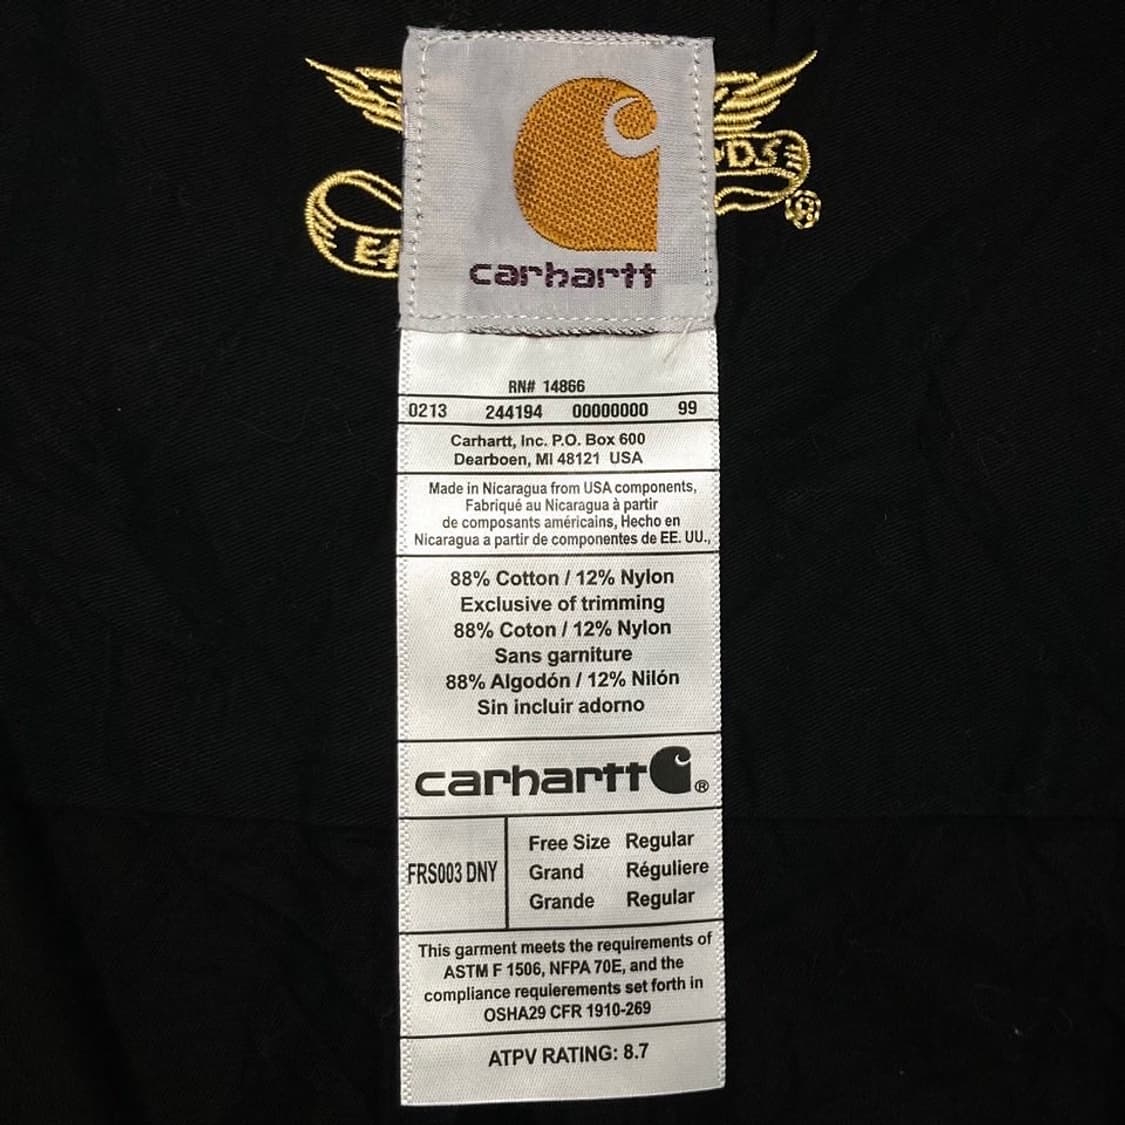 carhartt
RN# 14866
0213 244194 00000000 99
Carhartt, Inc. P.O. Box 600
Dearboen, MI 48121 USA
Made in Nicaragua from USA components,
Fabriqué au Nicaragua à partir
de composants américains, Hecho en
Nicaragua a partir de componentes de EE. UU.,
88% Cotton / 12% Nylon
Exclusive of trimming
88% Coton / 12% Nylon
Sans garniture
88% Algodón / 12% Nilón
Sin incluir adorno
carhartt ®
FRS003 DNY
Free Size Regular
Grand Réguliere
Grande Regular
This garment meets the requirements of
ASTM F 1506, NFPA 70E, and the
compliance requierements set forth in
OSHA29 CFR 1910-269
ATPV RATING: 8.7